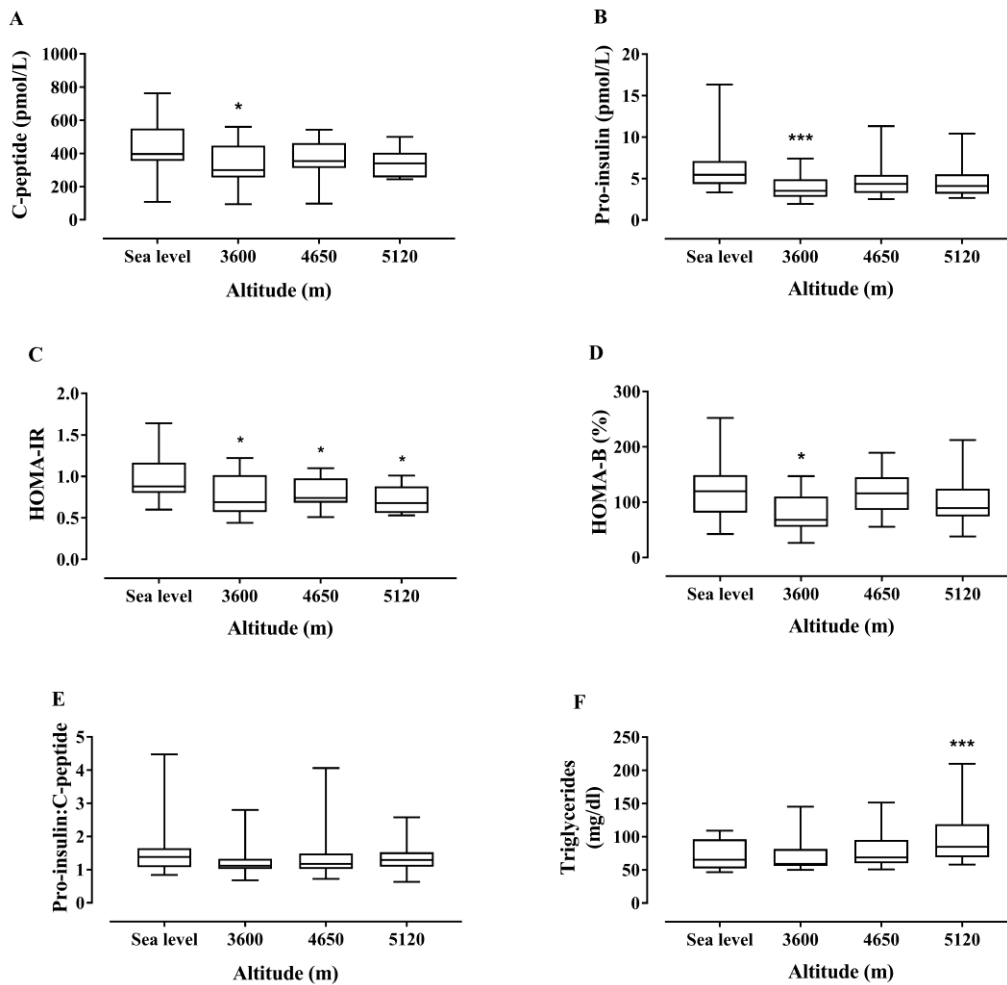 A
C-peptide (pmol/L)
1000
800
600
400
200
0
*
Sea level 3600 4650 5120
Altitude (m)
B
Pro-insulin (pmol/L)
20
15
10
5
0
***
Sea level 3600 4650 5120
Altitude (m)
C
HOMA-IR
2.0
1.5
1.0
0.5
0.0
* * *
Sea level 3600 4650 5120
Altitude (m)
D
HOMA-B (%)
300
200
100
0
*
Sea level 3600 4650 5120
Altitude (m)
E
Pro-insulin:C-peptide
5
4
3
2
1
0
Sea level 3600 4650 5120
Altitude (m)
F
Triglycerides
(mg/dl)
250
200
150
100
50
0
***
Sea level 3600 4650 5120
Altitude (m)